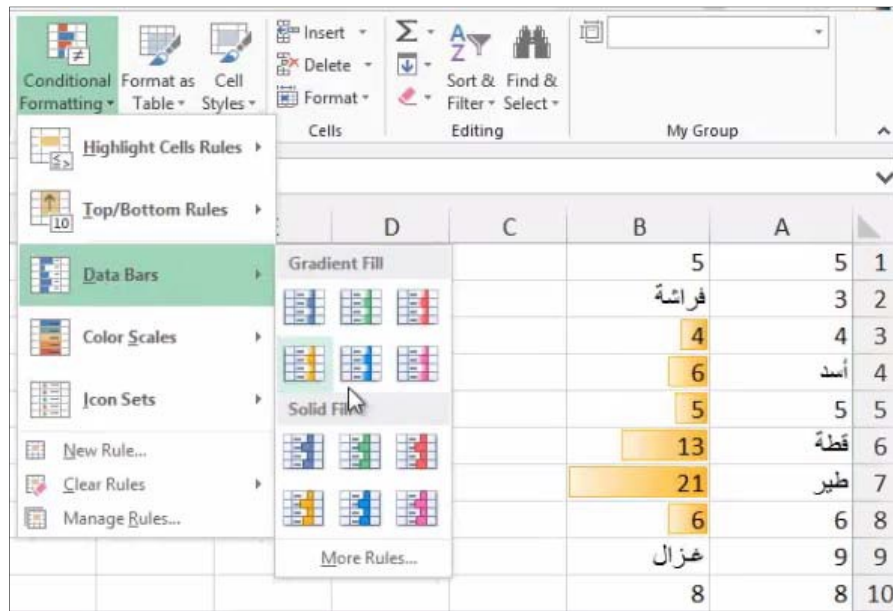 Conditional Formatting
Format as Table
Cell Styles
Insert
Delete
Format
Cells
Σ
A Z
Sort & Filter
Find & Select
Editing
My Group
Highlight Cells Rules
Top/Bottom Rules
10
Data Bars
Color Scales
Icon Sets
New Rule...
Clear Rules
Manage Rules...
Gradient Fill
Solid Fill
More Rules...
D C B A
5 5 1
فراشة 3 2
4 4 3
6 أسد 4
5 5 5
13 قطة 6
21 طير 7
6 6 8
غزال 9 9
8 8 10